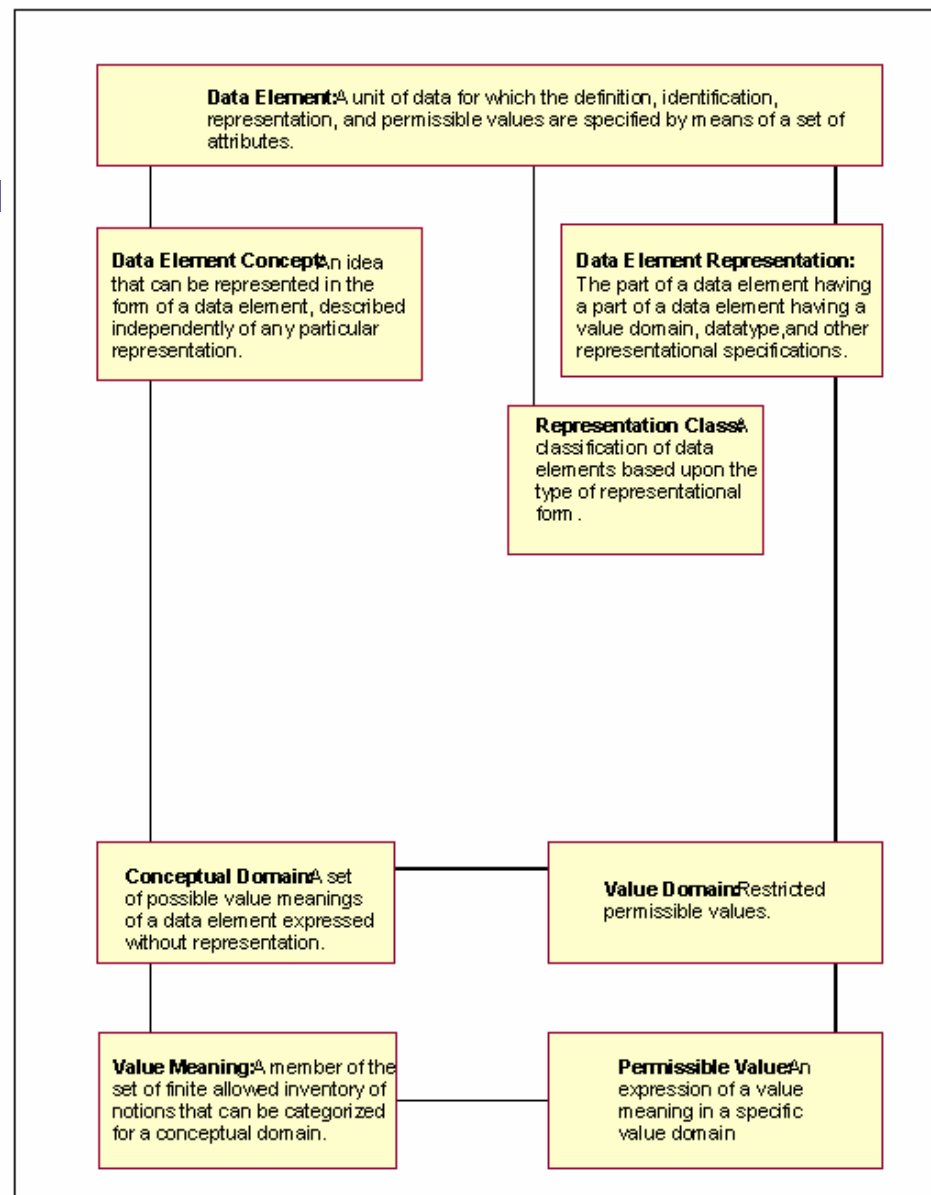 Data Element:A unit of data for which the definition, identification,
representation, and permissible values are specified by means of a set of
attributes.
Data Element Concept:An idea
that can be represented in the
form of a data element, described
independently of any particular
representation.
Data Element Representation:
The part of a data element having
a part of a data element having a
value domain, datatype,and other
representational specifications.
Representation Class:A
classification of data
elements based upon the
type of representational
form .
Conceptual Domain:A set
of possible value meanings
of a data element expressed
without representation.
Value Domain:Restricted
permissible values.
Value Meaning:A member of the
set of finite allowed inventory of
notions that can be categorized
for a conceptual domain.
Permissible Value:An
expression of a value
meaning in a specific
value domain